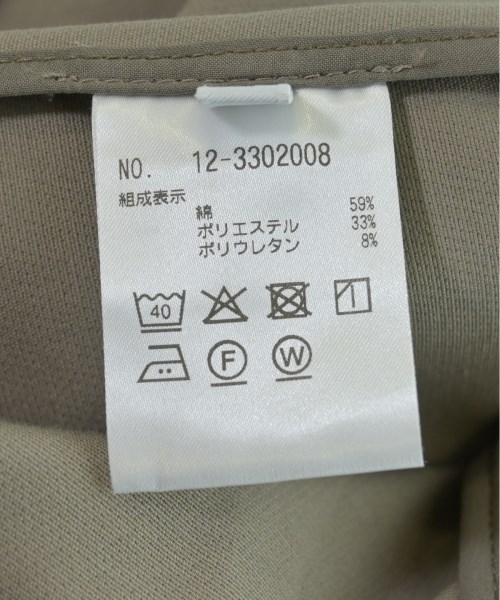 NO. 12-3302008
組成表示
綿 59%
ポリエステル 33%
ポリウレタン 8%
40
F W